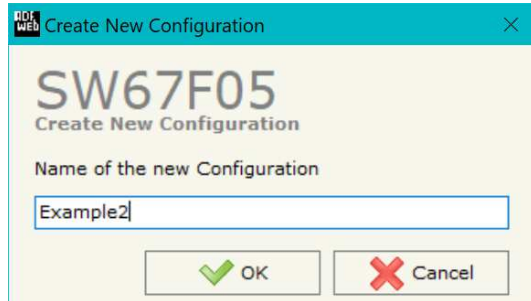 ADF
WEB Create New Configuration
SW67F05
Create New Configuration
Name of the new Configuration
Example2
OK Cancel